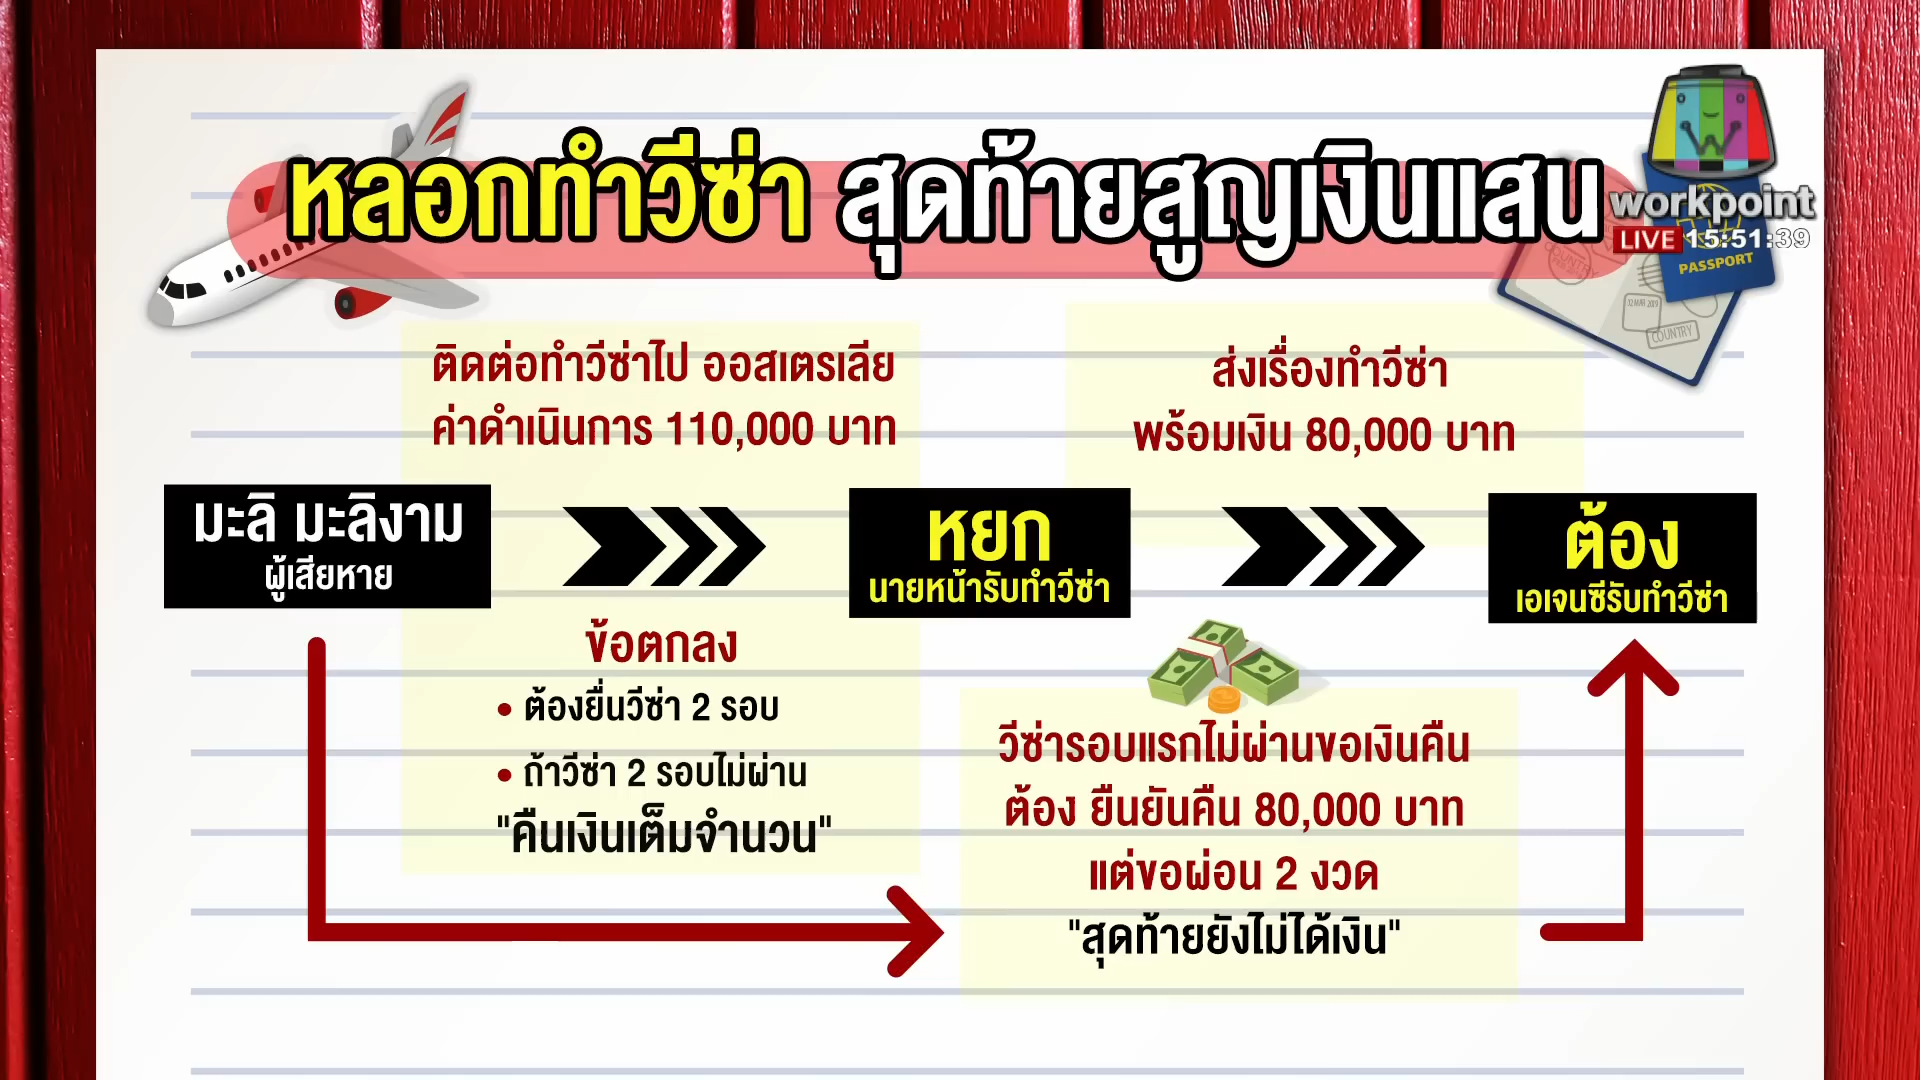 หลอกทำวีซ่า สุดท้ายสูญเงินแสน
workpoint
LIVE 15:51:39
PASSPORT
COUNTRY
12 MAR 2019
COUNTRY
ติดต่อทำวีซ่าไป ออสเตรเลีย
ค่าดำเนินการ 110,000 บาท
ส่งเรื่องทำวีซ่า
พร้อมเงิน 80,000 บาท
มะลิ มะลิงาม
ผู้เสียหาย
หยก
นายหน้ารับทำวีซ่า
ต้อง
เอเจนซีรับทำวีซ่า
ข้อตกลง
• ต้องยื่นวีซ่า 2 รอบ
• ถ้าวีซ่า 2 รอบไม่ผ่าน
"คืนเงินเต็มจำนวน"
วีซ่ารอบแรกไม่ผ่านขอเงินคืน
ต้อง ยืนยันคืน 80,000 บาท
แต่ขอผ่อน 2 งวด
"สุดท้ายยังไม่ได้เงิน"